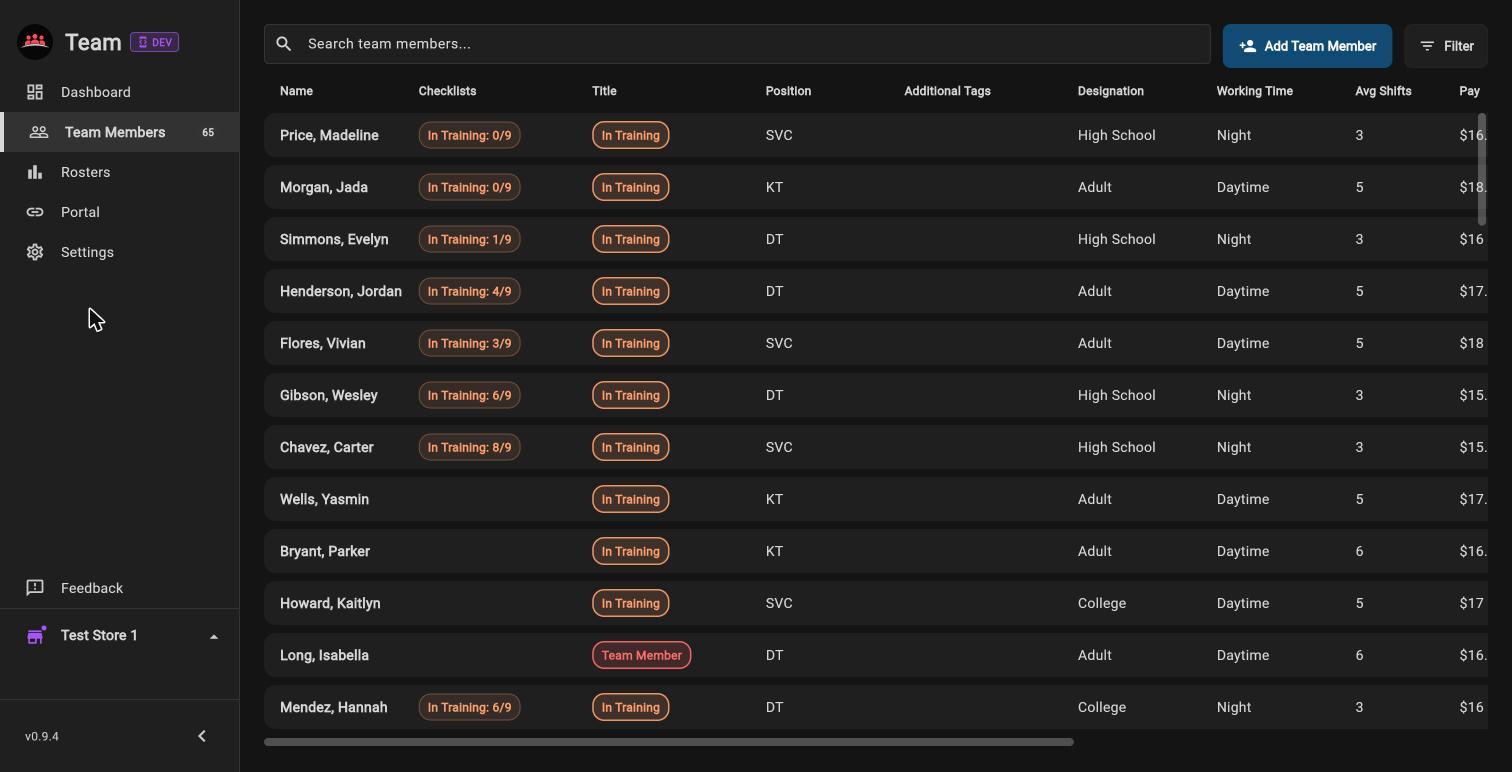 Team DEV
Dashboard
Team Members 65
Rosters
Portal
Settings
Feedback
Test Store 1
v0.9.4
Search team members...
Add Team Member
Filter
Name Checklists Title Position Additional Tags Designation Working Time Avg Shifts Pay
Price, Madeline In Training: 0/9 In Training SVC High School Night 3 $16.
Morgan, Jada In Training: 0/9 In Training KT Adult Daytime 5 $18.
Simmons, Evelyn In Training: 1/9 In Training DT High School Night 3 $16
Henderson, Jordan In Training: 4/9 In Training DT Adult Daytime 5 $17.
Flores, Vivian In Training: 3/9 In Training SVC Adult Daytime 5 $18
Gibson, Wesley In Training: 6/9 In Training DT High School Night 3 $15.
Chavez, Carter In Training: 8/9 In Training SVC High School Night 3 $15.
Wells, Yasmin In Training KT Adult Daytime 5 $17.
Bryant, Parker In Training KT Adult Daytime 6 $16.
Howard, Kaitlyn In Training SVC College Daytime 5 $17
Long, Isabella Team Member DT Adult Daytime 6 $16.
Mendez, Hannah In Training: 6/9 In Training DT College Night 3 $16